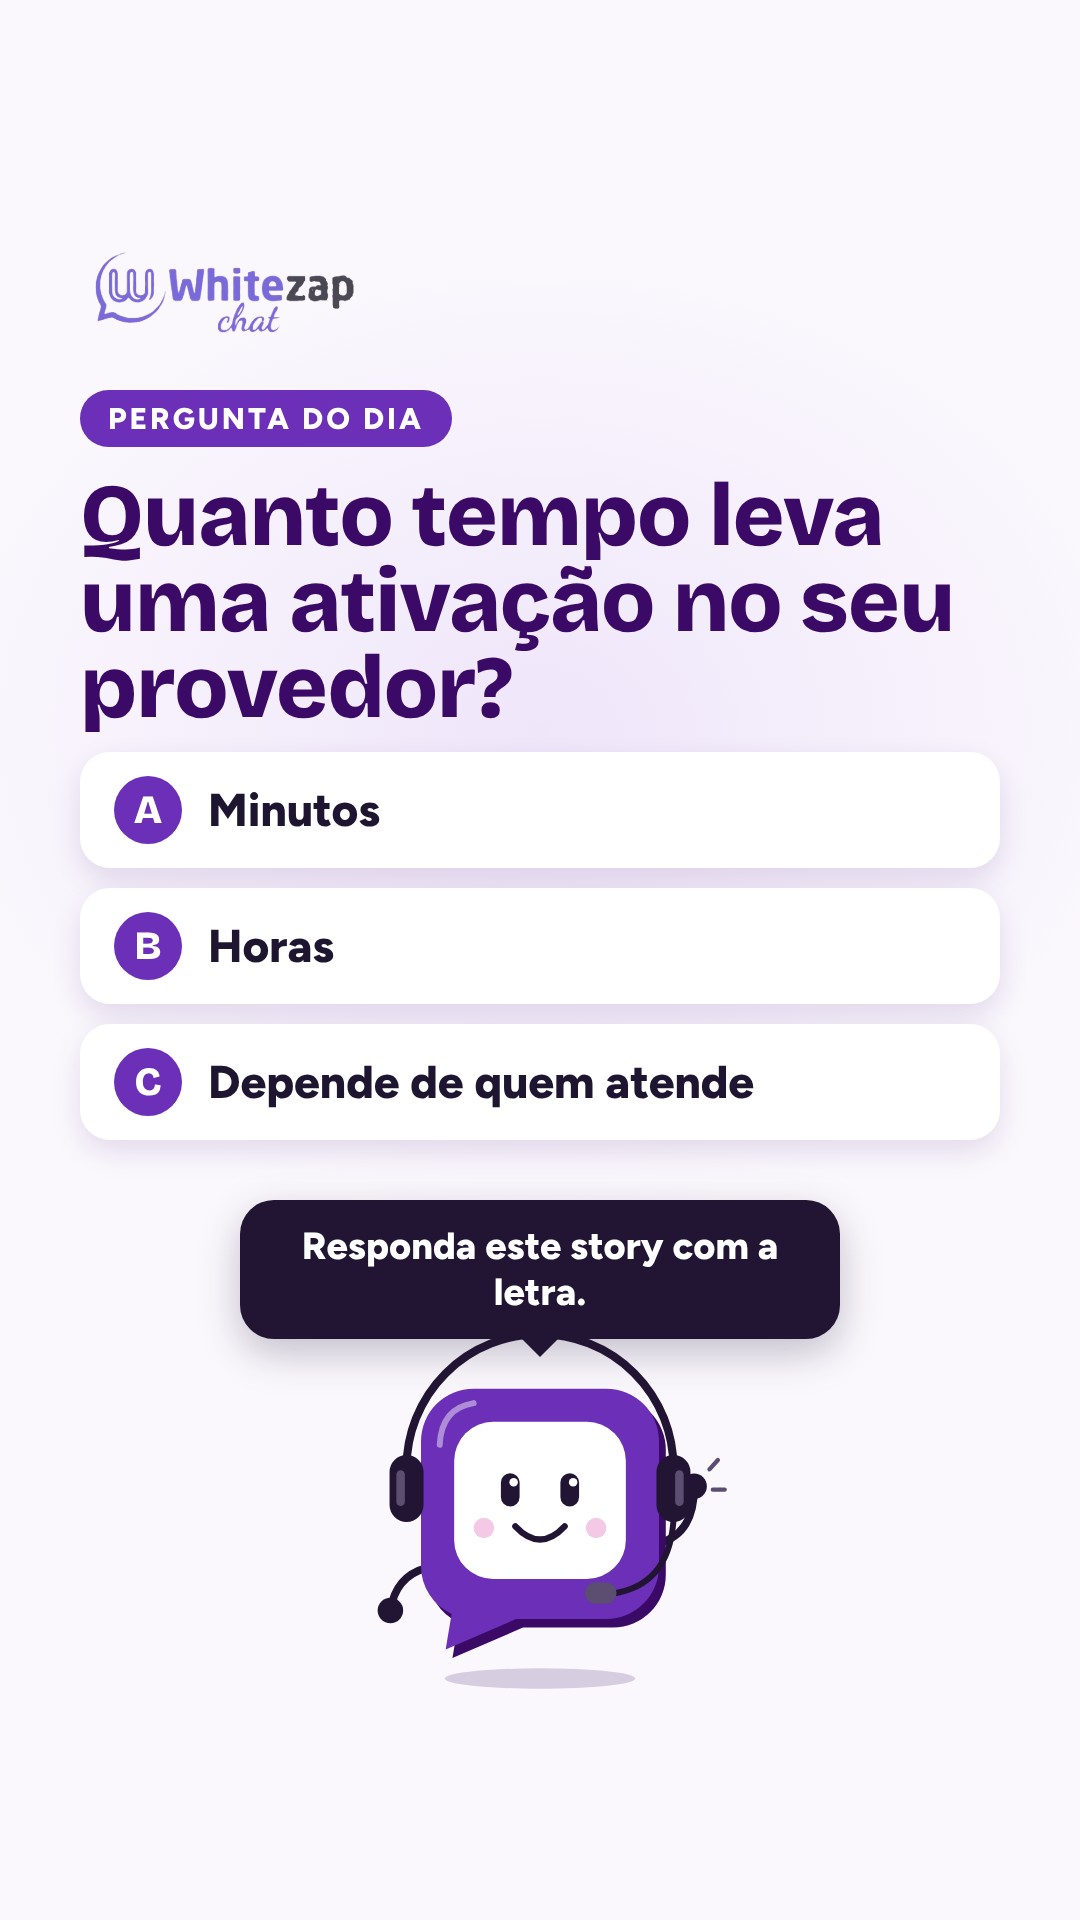 Whitezap
chat
PERGUNTA DO DIA
Quanto tempo leva
uma ativação no seu
provedor?
A Minutos
B Horas
C Depende de quem atende
Responda este story com a
letra.